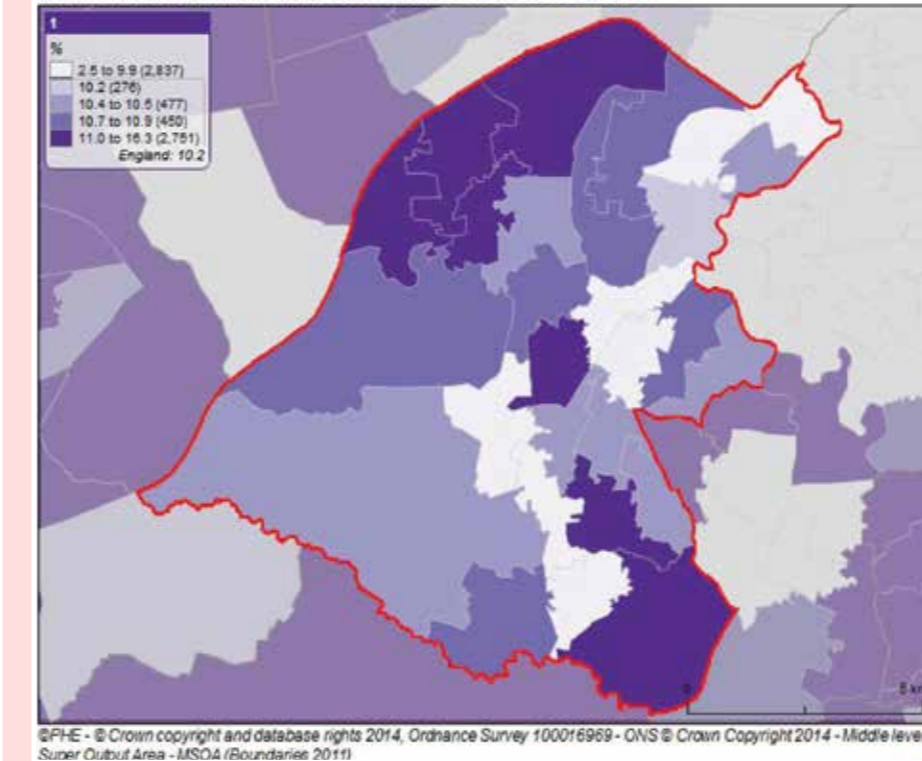 1
%
2.5 to 9.9 (2,837)
10.2 (276)
10.4 to 10.5 (477)
10.7 to 10.9 (450)
11.0 to 16.3 (2,751)
England: 10.2
0
8 km
©PHE - © Crown copyright and database rights 2014, Ordnance Survey 100016969 - ONS © Crown Copyright 2014 - Middle level
Super Output Area - MSOA (Boundaries 2011)